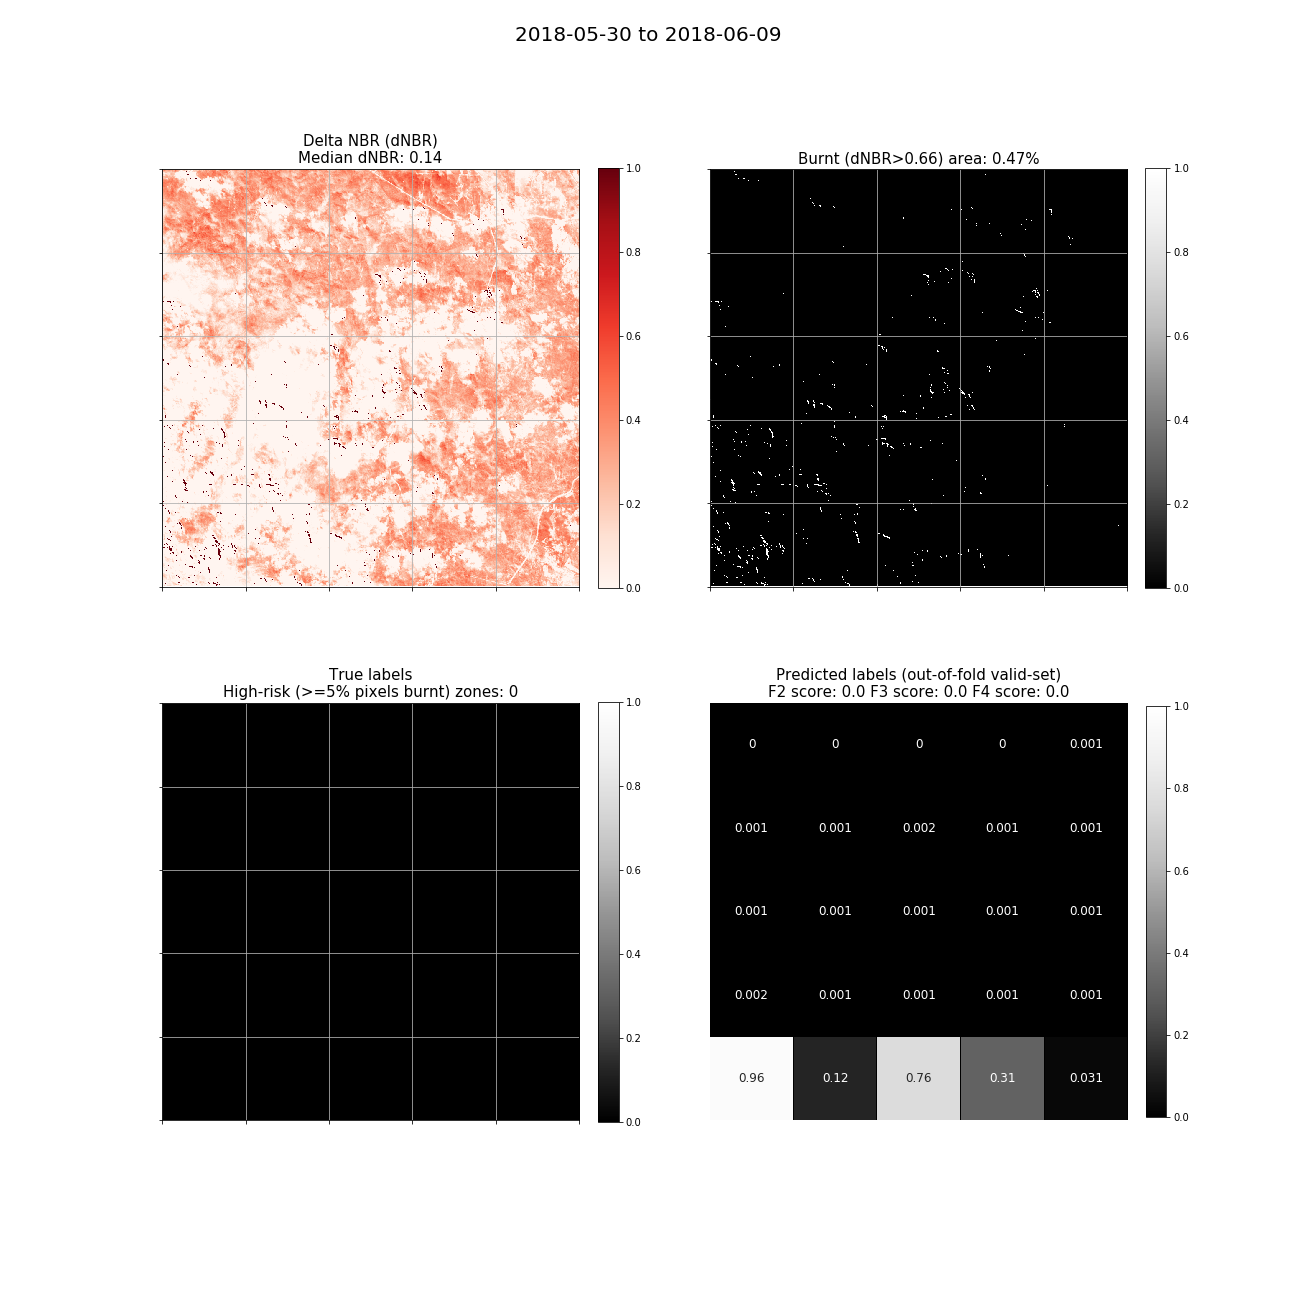 2018-05-30 to 2018-06-09
Delta NBR (dNBR)
Median dNBR: 0.14
1.0
0.8
0.6
0.4
0.2
0.0
Burnt (dNBR>0.66) area: 0.47%
1.0
0.8
0.6
0.4
0.2
0.0
True labels
High-risk (>=5% pixels burnt) zones: 0
1.0
0.8
0.6
0.4
0.2
0.0
Predicted labels (out-of-fold valid-set)
F2 score: 0.0 F3 score: 0.0 F4 score: 0.0
0 0 0 0 0.001
0.001 0.001 0.002 0.001 0.001
0.001 0.001 0.001 0.001 0.001
0.002 0.001 0.001 0.001 0.001
0.96 0.12 0.76 0.31 0.031
1.0
0.8
0.6
0.4
0.2
0.0